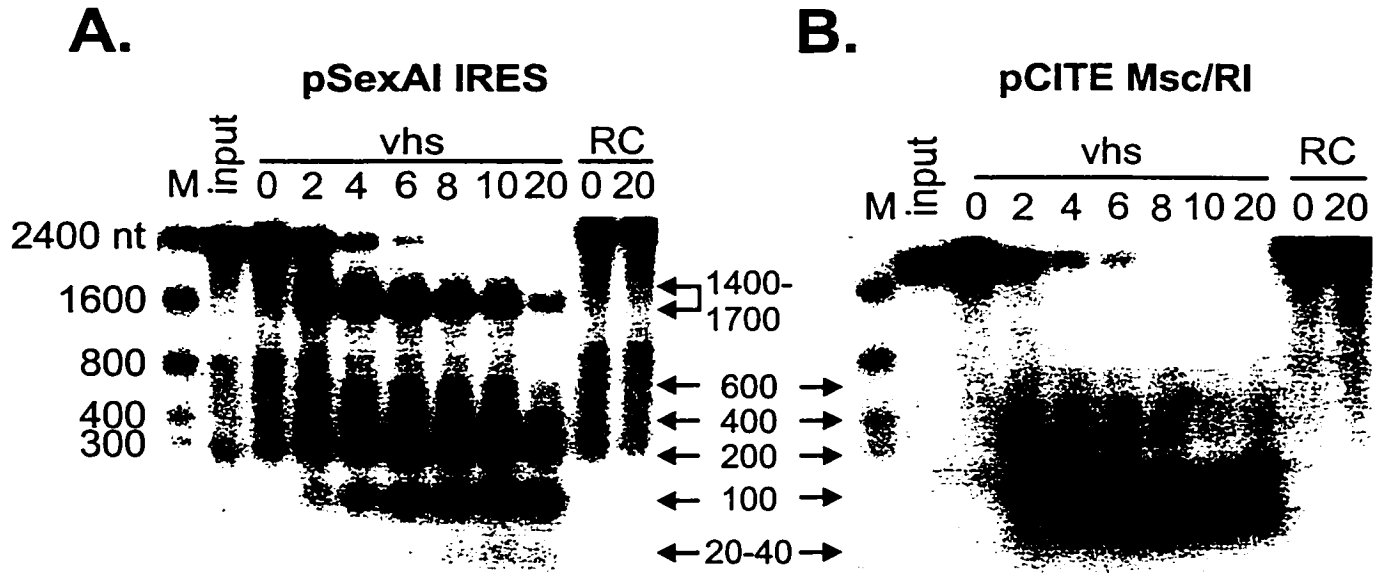 A.
pSexAI IRES
M input vhs RC
0 2 4 6 8 10 20 0 20
2400 nt
1600
800
400
300
1400-
1700
600
400
200
100
20-40
B.
pCITE Msc/RI
M input vhs RC
0 2 4 6 8 10 20 0 20